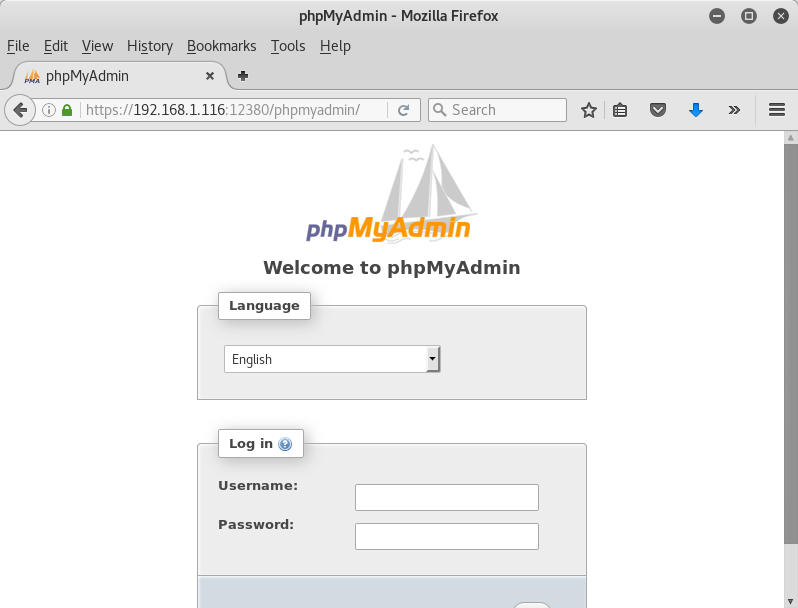 phpMyAdmin - Mozilla Firefox
File Edit View History Bookmarks Tools Help
PMA phpMyAdmin
https://192.168.1.116:12380/phpmyadmin/ Search
phpMyAdmin
Welcome to phpMyAdmin
Language
English
Log in
Username:
Password: